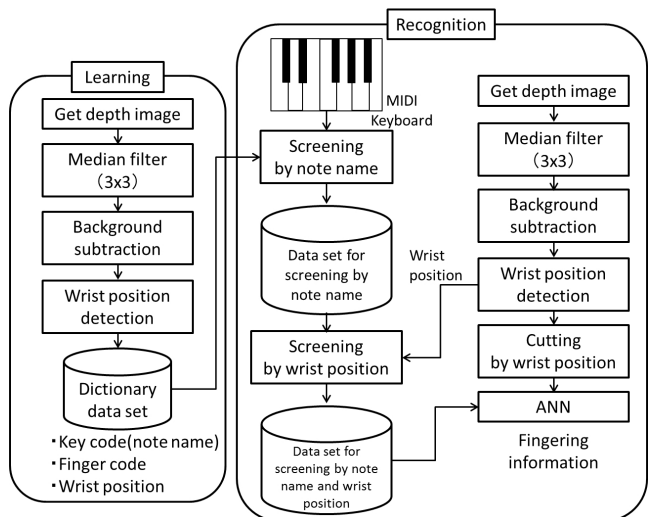 Learning
Get depth image
Median filter
（3x3）
Background
subtraction
Wrist position
detection
Dictionary
data set
・Key code(note name)
・Finger code
・Wrist position
Recognition
MIDI
Keyboard
Screening
by note name
Data set for
screening by
note name
Screening
by wrist position
Data set for
screening by note
name and wrist
position
Wrist
position
Get depth image
Median filter
（3x3）
Background
subtraction
Wrist position
detection
Cutting
by wrist position
ANN
Fingering
information